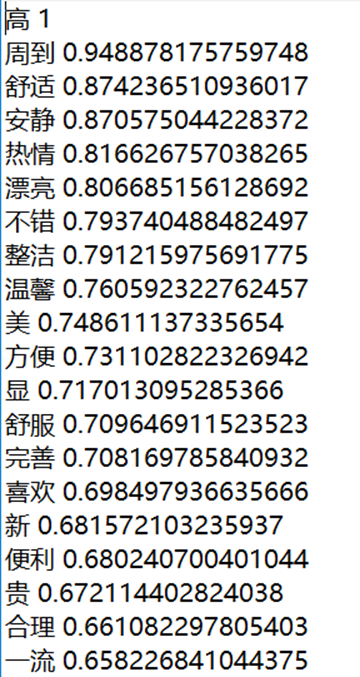 高 1
周到 0.948878175759748
舒适 0.874236510936017
安静 0.870575044228372
热情 0.816626757038265
漂亮 0.806685156128692
不错 0.793740488482497
整洁 0.791215975691775
温馨 0.760592322762457
美 0.748611137335654
方便 0.731102822326942
显 0.717013095285366
舒服 0.709646911523523
完善 0.708169785840932
喜欢 0.698497936635666
新 0.681572103235937
便利 0.680240700401044
贵 0.672114402824038
合理 0.661082297805403
一流 0.658226841044375